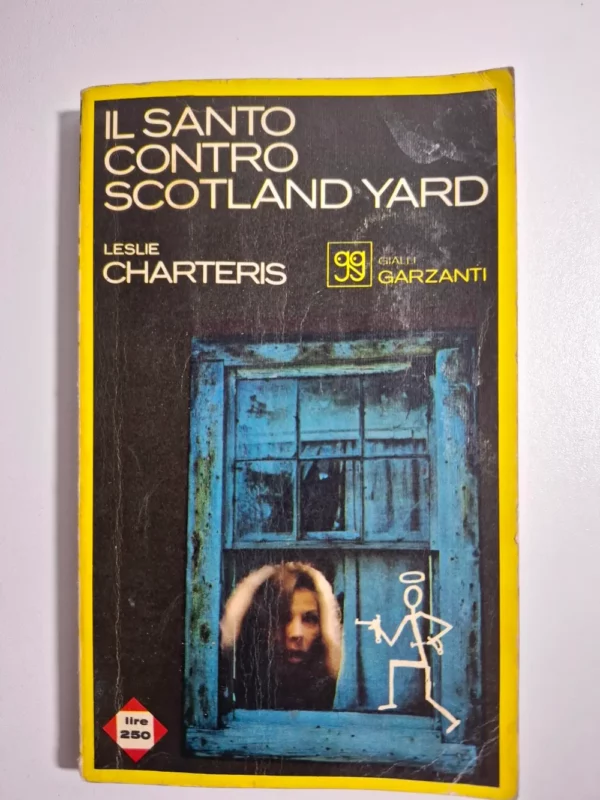 IL SANTO
CONTRO
SCOTLAND YARD
LESLIE
CHARTERIS
gg
GIALLI
GARZANTI
lire
250